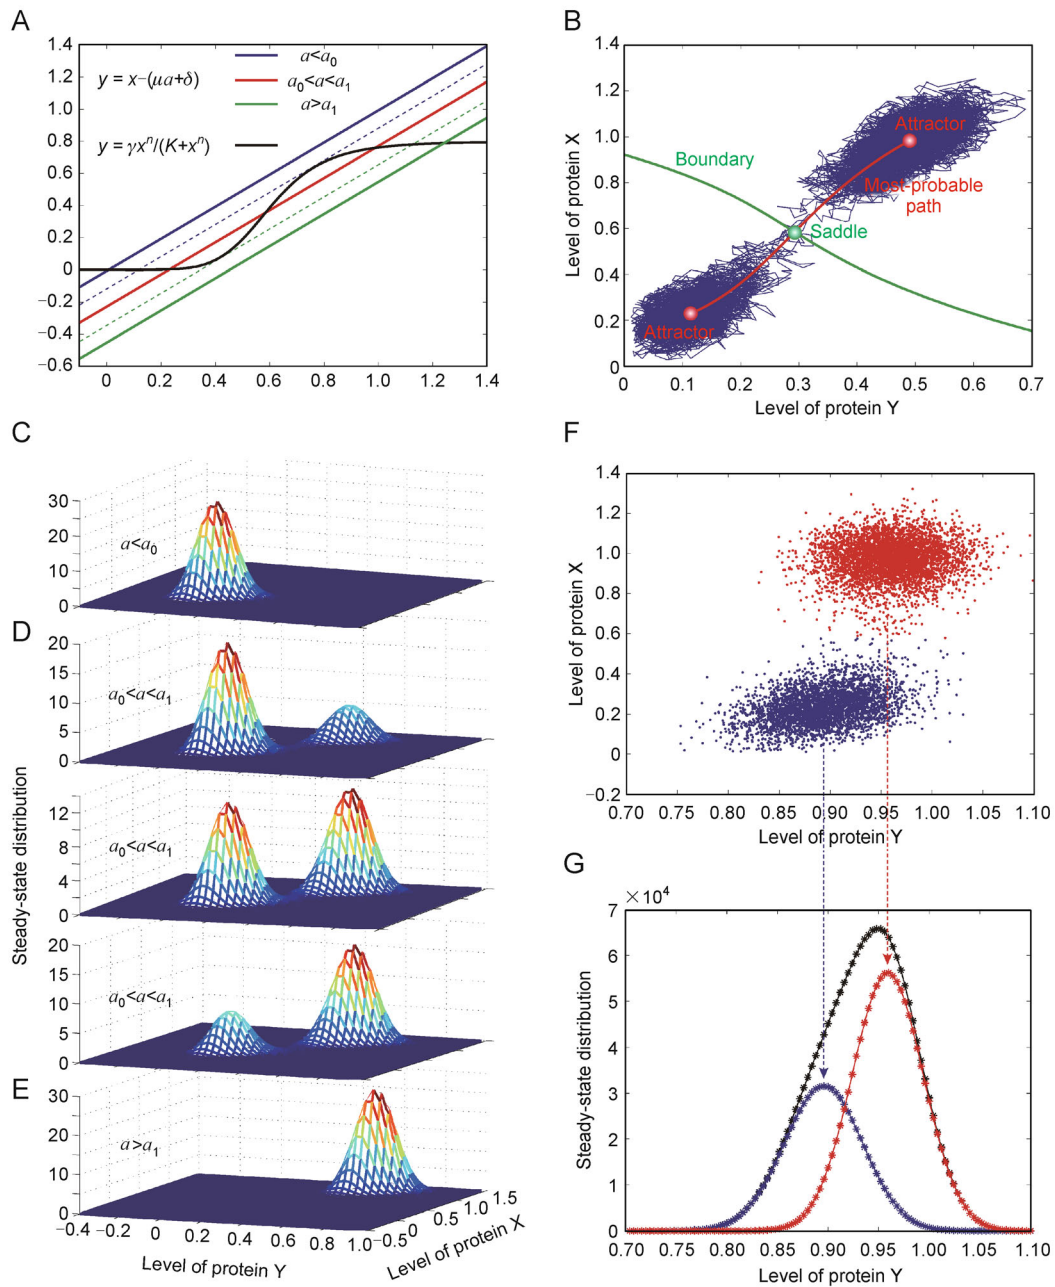 A
1.4
1.2
1.0
0.8
0.6
0.4
0.2
0
−0.2
−0.4
−0.6
y = x−(μa+δ)
y = γxⁿ/(K+xⁿ)
a<a₀
a₀<a<a₁
a>a₁
0 0.2 0.4 0.6 0.8 1.0 1.2 1.4
B
Level of protein X
1.4
1.2
1.0
0.8
0.6
0.4
0.2
0
Attractor
Boundary
Most-probable
path
Saddle
Attractor
0 0.1 0.2 0.3 0.4 0.5 0.6 0.7
Level of protein Y
C
30
20
10
0
a<a₀
D
20
15
10
5
0
a₀<a<a₁
12
8
4
0
a₀<a<a₁
20
15
10
5
0
a₀<a<a₁
Steady-state distribution
E
30
20
10
0
a>a₁
−0.4 −0.2 0 0.2 0.4 0.6 0.8 1.0
Level of protein Y
−0.5 0 0.5 1.0 1.5
Level of protein X
F
Level of protein X
1.4
1.2
1.0
0.8
0.6
0.4
0.2
0
−0.2
0.70 0.75 0.80 0.85 0.90 0.95 1.00 1.05 1.10
Level of protein Y
G
×10⁴
Steady-state distribution
7
6
5
4
3
2
1
0
0.70 0.75 0.80 0.85 0.90 0.95 1.00 1.05 1.10
Level of protein Y